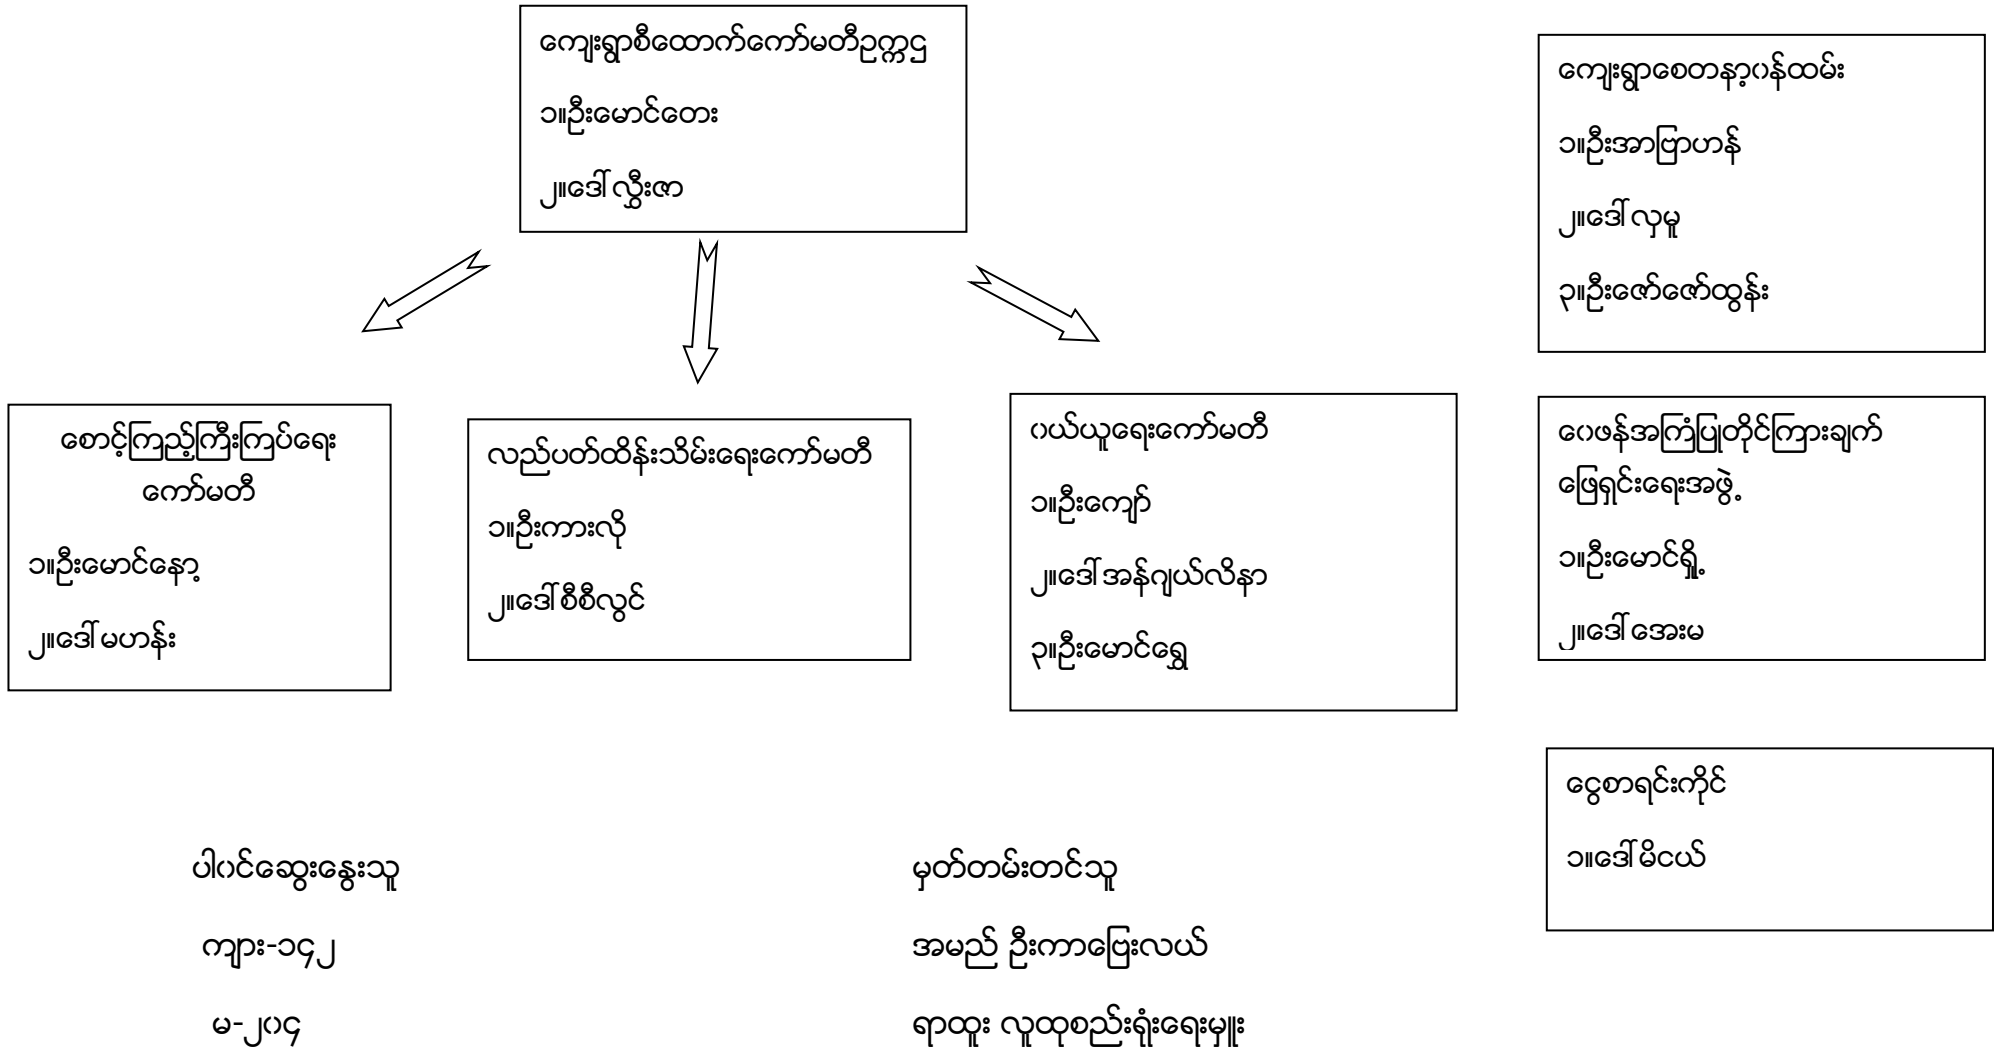 ကျေးရွာစီထောက်ကော်မတီဥက္ကဌ
၁။ဦးမောင်တေး
၂။ဒေါ်လွှီးဇာ
စောင့်ကြည့်ကြီးကြပ်ရေး
ကော်မတီ
၁။ဦးမောင်နော့
၂။ဒေါ်မဟန်း
လည်ပတ်ထိန်းသိမ်းရေးကော်မတီ
၁။ဦးကားလို
၂။ဒေါ်စီစီလွင်
ဝယ်ယူရေးကော်မတီ
၁။ဦးကျော်
၂။ဒေါ်အန်ဂျယ်လိနာ
၃။ဦးမောင်ရွှေ
ကျေးရွာစေတနာ့ဝန်ထမ်း
၁။ဦးအာဗြာဟန်
၂။ဒေါ်လှမူ
၃။ဦးဇော်ဇော်ထွန်း
ဝေဖန်အကြံပြုတိုင်ကြားချက်
ဖြေရှင်းရေးအဖွဲ့
၁။ဦးမောင်ရှို့
၂။ဒေါ်အေးမ
ငွေစာရင်းကိုင်
၁။ဒေါ်မိငယ်
ပါဝင်ဆွေးနွေးသူ
ကျား-၁၄၂
မ-၂၀၄
မှတ်တမ်းတင်သူ
အမည် ဦးကာဗြေးလယ်
ရာထူး လူထုစည်းရုံးရေးမှူး